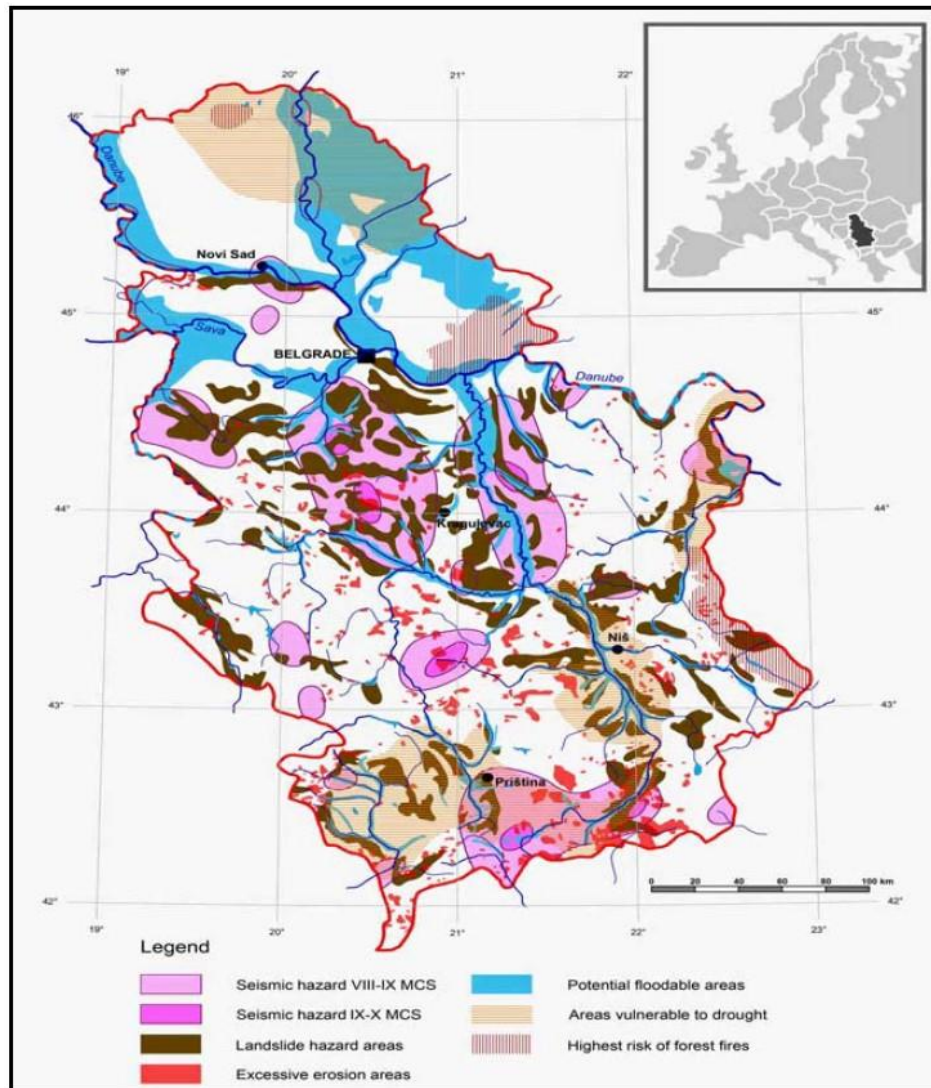 19°
20°
21°
22°
46°
Danube
Novi Sad
45°
45°
Sava
BELGRADE
Danube
44°
44°
Kragujevac
Niš
43°
43°
Priština
0 20 40 60 80 100 km
42°
42°
19°
20°
21°
22°
23°
Legend
Seismic hazard VIII-IX MCS
Seismic hazard IX-X MCS
Landslide hazard areas
Excessive erosion areas
Potential floodable areas
Areas vulnerable to drought
Highest risk of forest fires